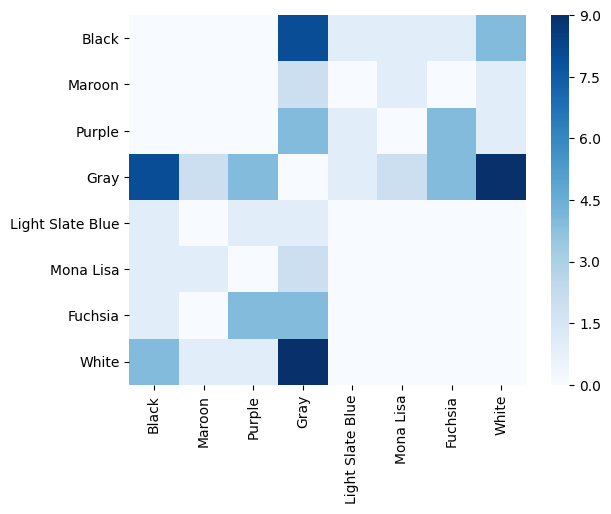 Black
Maroon
Purple
Gray
Light Slate Blue
Mona Lisa
Fuchsia
White
Black
Maroon
Purple
Gray
Light Slate Blue
Mona Lisa
Fuchsia
White
9.0
7.5
6.0
4.5
3.0
1.5
0.0